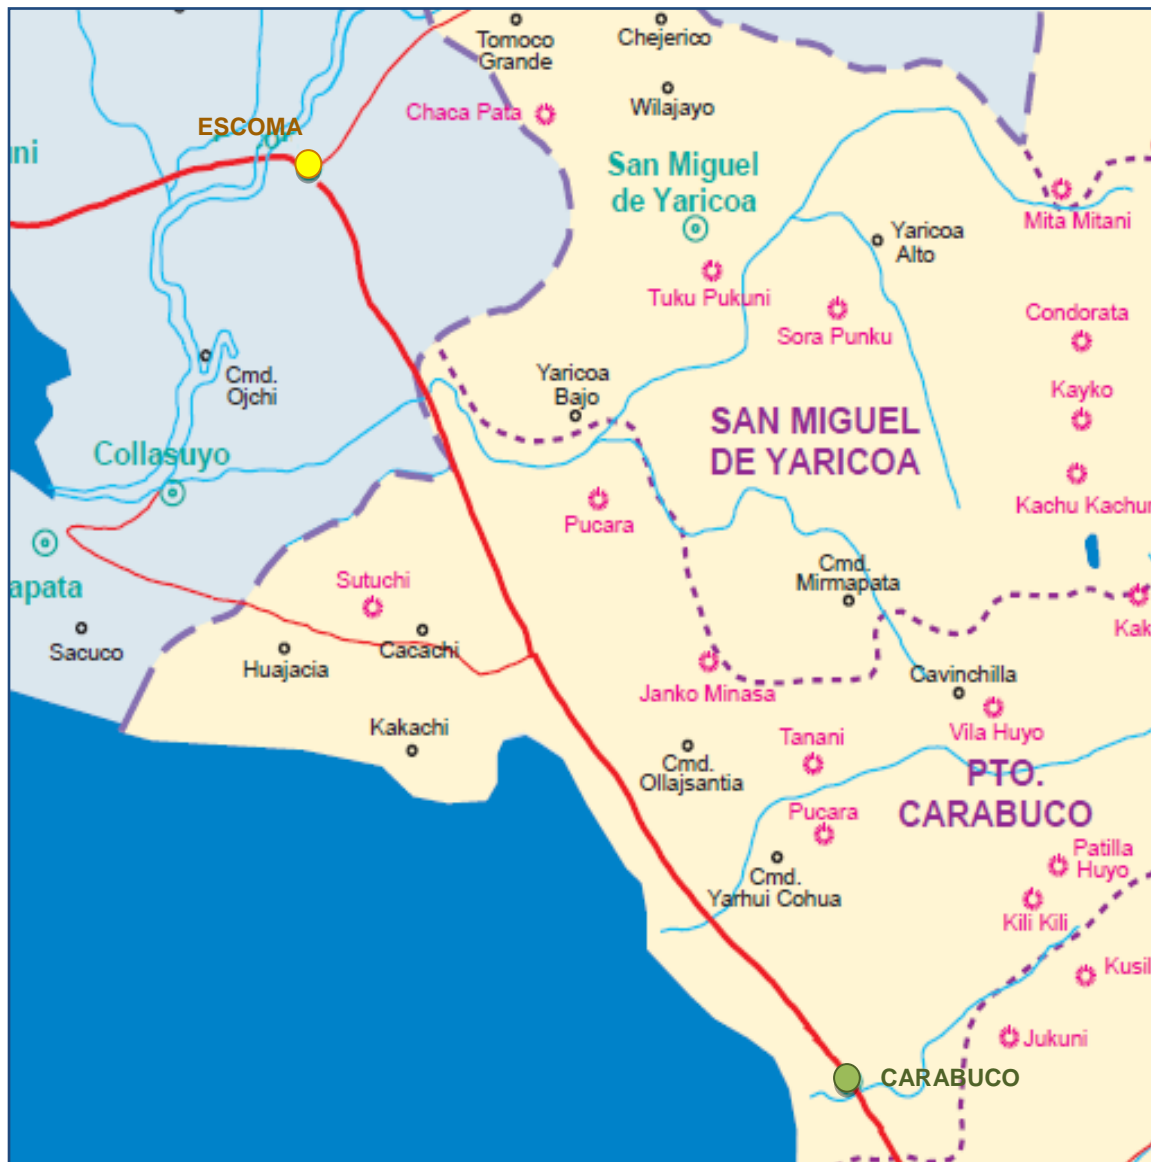 Tomoco
Grande
Chejerico
Chaca Pata
Wilajayo
ESCOMA
San Miguel
de Yaricoa
Mita Mitani
Yaricoa
Alto
Tuku Pukuni
Sora Punku
Condorata
Cmd.
Ojchi
Yaricoa
Bajo
Kayko
SAN MIGUEL
DE YARICOA
Collasuyo
Pucara
Kachu Kachun
Cmd.
Mirmapata
apata
Sutuchi
Sacuco
Huajacia
Cacachi
Kak
Janko Minasa
Cavinchilla
Kakachi
Tanani
Vila Huyo
Cmd.
Ollajsantia
PTO.
CARABUCO
Pucara
Patilla
Huyo
Cmd.
Yarhui Cohua
Kili Kili
Kusil
Jukuni
CARABUCO